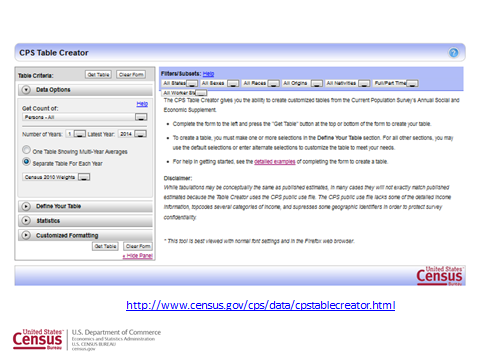 CPS Table Creator
?
Table Criteria: Get Table Clear Form
Data Options
Help
Get Count of:
Persons - All
Number of Years: 1 Latest Year: 2014
One Table Showing Multi-Year Averages
Separate Table For Each Year
Census 2010 Weights
Define Your Table
Statistics
Customized Formatting
Get Table Clear Form
« Hide Panel
Filters/Subsets: Help
All States All Sexes All Races All Origins All Nativities Full/Part Time
All Worker Sta
The CPS Table Creator gives you the ability to create customized tables from the Current Population Survey's Annual Social and
Economic Supplement.
• Complete the form to the left and press the "Get Table" button at the top or bottom of the form to create your table.
• To create a table, you must make one or more selections in the Define Your Table section. For all other sections, you may
use the default selections or enter alternate selections to customize the table to meet your needs.
• For help in getting started, see the detailed examples of completing the form to create a table.
Disclaimer:
While tabulations may be conceptually the same as published estimates, in many cases they will not exactly match published
estimates because the Table Creator uses the CPS public use file. The CPS public use file lacks some of the detailed income
information, topcodes several categories of income, and supresses some geographic identifiers in order to protect survey
confidentiality.
* This tool is best viewed with normal font settings and in the Firefox web browser.
United States®
Census
Bureau
http://www.census.gov/cps/data/cpstablecreator.html
United States®
Census
Bureau
U.S. Department of Commerce
Economics and Statistics Administration
U.S. CENSUS BUREAU
census.gov